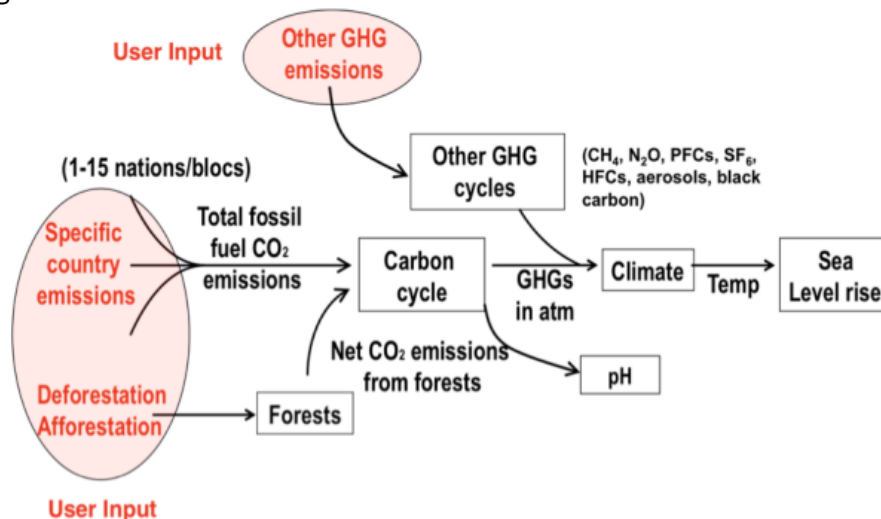 User Input
Other GHG
emissions
(1-15 nations/blocs)
Other GHG
cycles
(CH₄, N₂O, PFCs, SF₆,
HFCs, aerosols, black
carbon)
Specific
country
emissions
Total fossil
fuel CO₂
emissions
Carbon
cycle
GHGs
in atm
Climate
Temp
Sea
Level rise
Net CO₂ emissions
from forests
pH
Deforestation
Afforestation
Forests
User Input